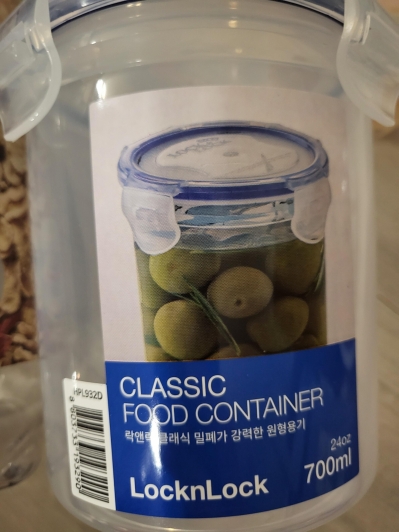 HPL932D
CLASSIC
FOOD CONTAINER
락앤락 클래식 밀폐가 강력한 원형용기
24oz
700ml
LocknLock